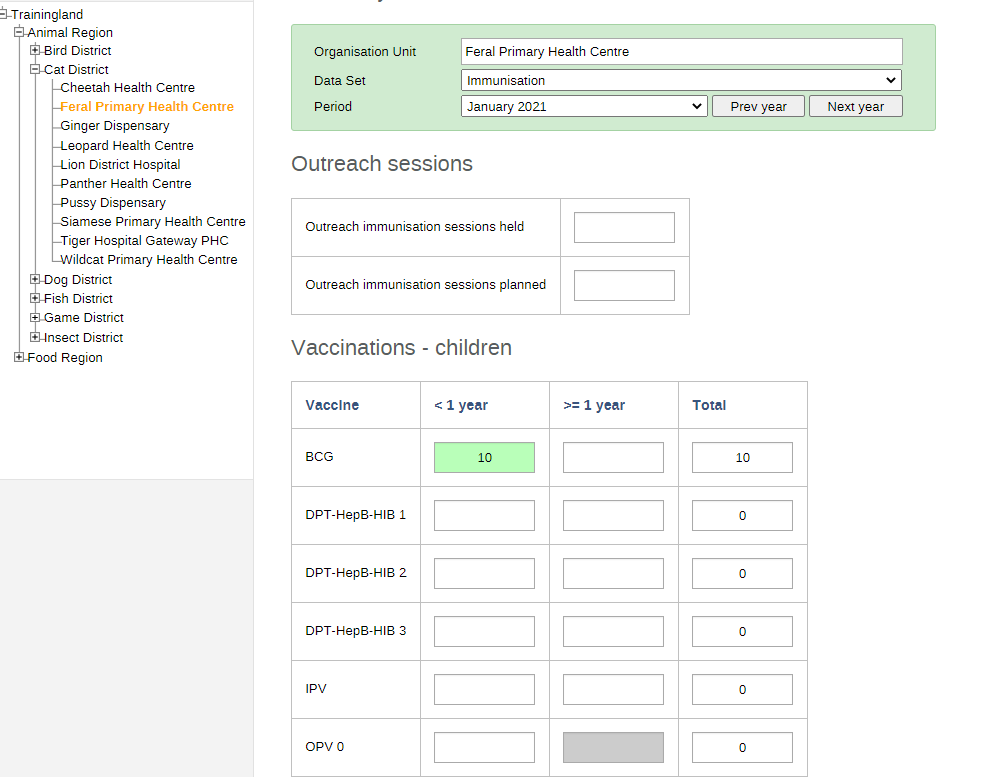 Trainingland
Animal Region
Bird District
Cat District
Cheetah Health Centre
Feral Primary Health Centre
Ginger Dispensary
Leopard Health Centre
Lion District Hospital
Panther Health Centre
Pussy Dispensary
Siamese Primary Health Centre
Tiger Hospital Gateway PHC
Wildcat Primary Health Centre
Dog District
Fish District
Game District
Insect District
Food Region
Organisation Unit Feral Primary Health Centre
Data Set Immunisation
Period January 2021 Prev year Next year
Outreach sessions
Outreach immunisation sessions held
Outreach immunisation sessions planned
Vaccinations - children
Vaccine < 1 year >= 1 year Total
BCG 10 10
DPT-HepB-HIB 1 0
DPT-HepB-HIB 2 0
DPT-HepB-HIB 3 0
IPV 0
OPV 0 0